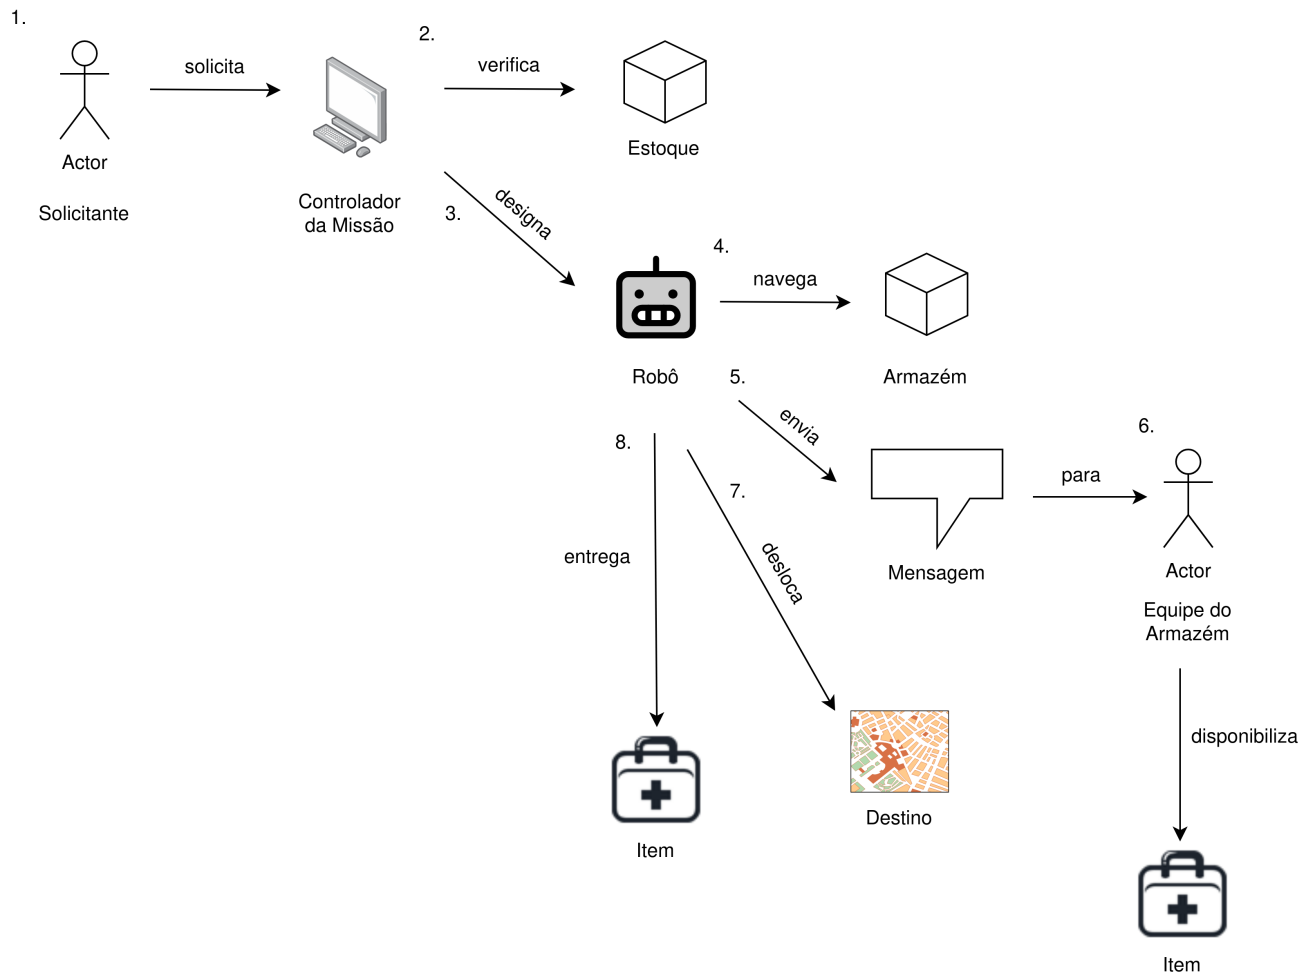 1.
solicita
Actor
Solicitante
Controlador
da Missão
2.
verifica
Estoque
3.
designa
Robô
4.
navega
Armazém
5.
envia
Mensagem
para
6.
Actor
Equipe do
Armazém
disponibiliza
Item
7.
desloca
Destino
8.
entrega
Item